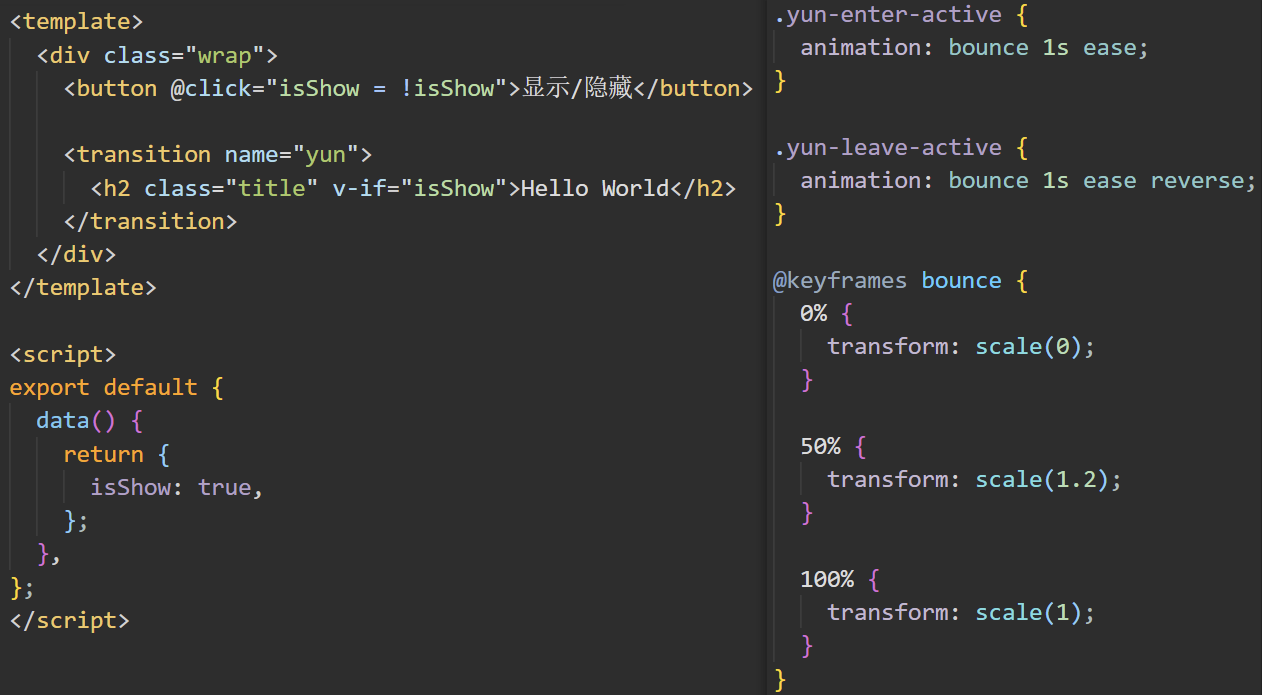 <template>
  <div class="wrap">
    <button @click="isShow = !isShow">显示/隐藏</button>

    <transition name="yun">
      <h2 class="title" v-if="isShow">Hello World</h2>
    </transition>
  </div>
</template>

<script>
export default {
  data() {
    return {
      isShow: true,
    };
  },
};
</script>

.yun-enter-active {
  animation: bounce 1s ease;
}

.yun-leave-active {
  animation: bounce 1s ease reverse;
}

@keyframes bounce {
  0% {
    transform: scale(0);
  }

  50% {
    transform: scale(1.2);
  }

  100% {
    transform: scale(1);
  }
}